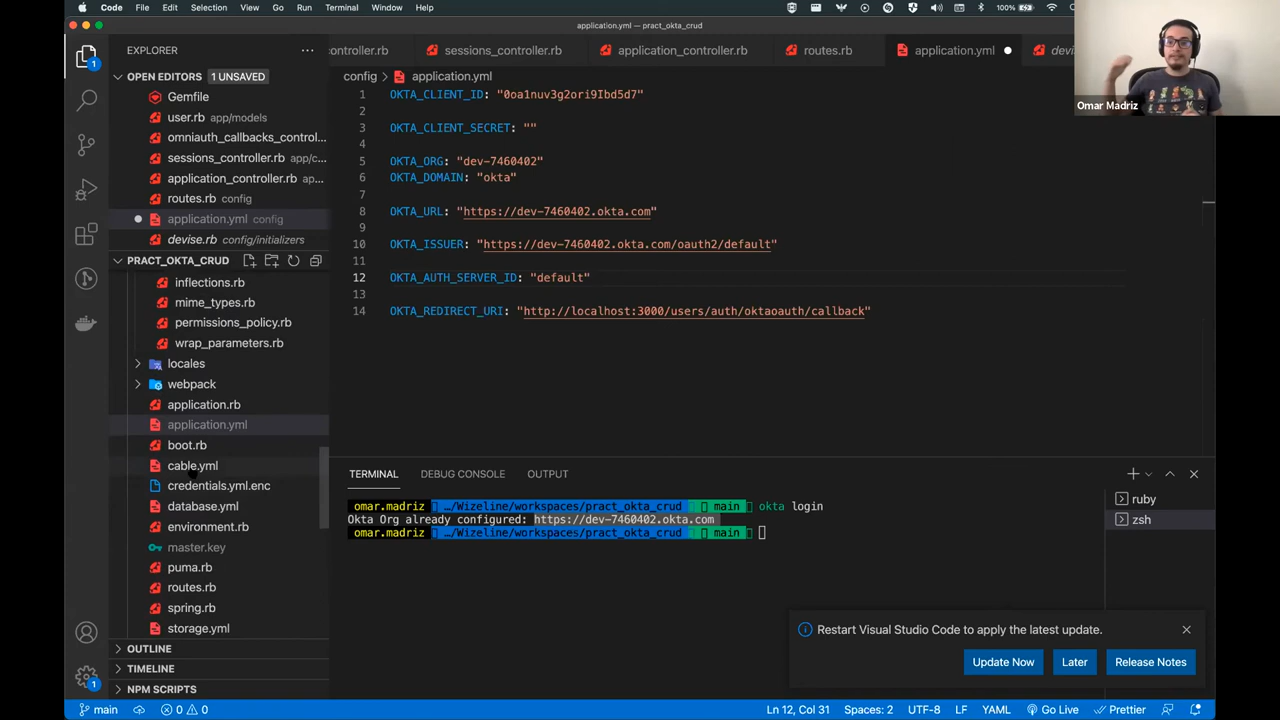 Code File Edit Selection View Go Run Terminal Window Help 100%
application.yml — pract_okta_crud
EXPLORER
ontroller.rb sessions_controller.rb application_controller.rb routes.rb application.yml devise
OPEN EDITORS 1 UNSAVED
Gemfile
user.rb app/models
omniauth_callbacks_control...
sessions_controller.rb app/c...
application_controller.rb ap...
routes.rb config
application.yml config
devise.rb config/initializers
PRACT_OKTA_CRUD
inflections.rb
mime_types.rb
permissions_policy.rb
wrap_parameters.rb
locales
webpack
application.rb
application.yml
boot.rb
cable.yml
credentials.yml.enc
database.yml
environment.rb
master.key
puma.rb
routes.rb
spring.rb
storage.yml
OUTLINE
TIMELINE
NPM SCRIPTS
config application.yml
1 OKTA_CLIENT_ID: "0oa1nuv3g2ori9Ibd5d7"
2
3 OKTA_CLIENT_SECRET: ""
4
5 OKTA_ORG: "dev-7460402"
6 OKTA_DOMAIN: "okta"
7
8 OKTA_URL: "https://dev-7460402.okta.com"
9
10 OKTA_ISSUER: "https://dev-7460402.okta.com/oauth2/default"
11
12 OKTA_AUTH_SERVER_ID: "default"
13
14 OKTA_REDIRECT_URI: "http://localhost:3000/users/auth/oktaoauth/callback"
Omar Madriz
TERMINAL DEBUG CONSOLE OUTPUT
omar.madriz …/Wizeline/workspaces/pract_okta_crud main okta login
Okta Org already configured: https://dev-7460402.okta.com
omar.madriz …/Wizeline/workspaces/pract_okta_crud main
ruby
zsh
Restart Visual Studio Code to apply the latest update.
Update Now Later Release Notes
1
1
main 0 0 Ln 12, Col 31 Spaces: 2 UTF-8 LF YAML Go Live Prettier